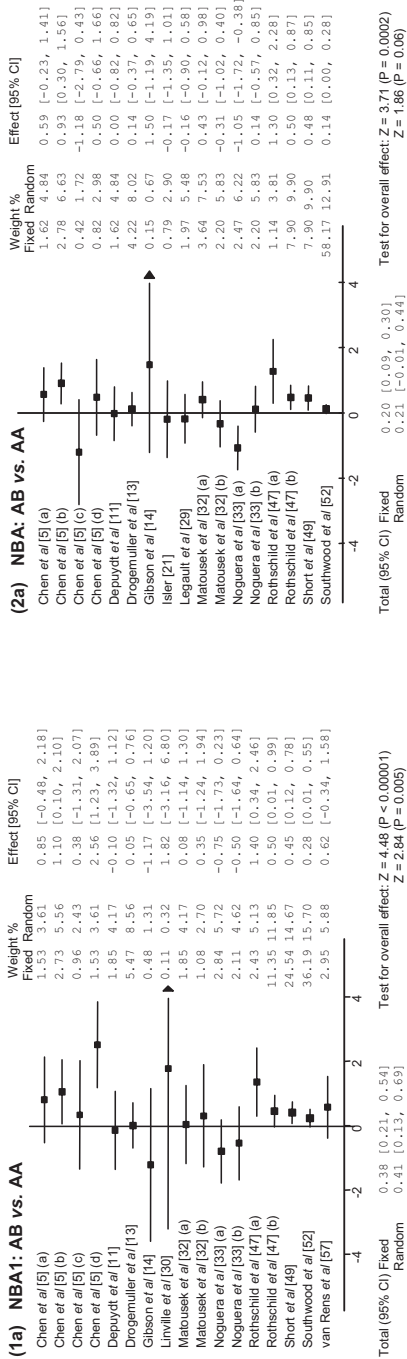 (1a) NBA1: AB vs. AA
Weight %
Fixed Random Effect [95% CI]
Chen et al [5] (a) 1.53 3.61 0.85 [-0.48, 2.18]
Chen et al [5] (b) 2.73 5.56 1.10 [0.10, 2.10]
Chen et al [5] (c) 0.96 2.43 0.38 [-1.31, 2.07]
Chen et al [5] (d) 1.53 3.61 2.56 [1.23, 3.89]
Depuydt et al [11] 1.85 4.17 -0.10 [-1.32, 1.12]
Drogemuller et al [13] 5.47 8.56 0.05 [-0.65, 0.76]
Gibson et al [14] 0.48 1.31 -1.17 [-3.54, 1.20]
Linville et al [30] 0.11 0.32 1.82 [-3.16, 6.80]
Matousek et al [32] (a) 1.85 4.17 0.08 [-1.14, 1.30]
Matousek et al [32] (b) 1.08 2.70 0.35 [-1.24, 1.94]
Noguera et al [33] (a) 2.84 5.72 -0.75 [-1.73, 0.23]
Noguera et al [33] (b) 2.11 4.62 -0.50 [-1.64, 0.64]
Rothschild et al [47] (a) 2.43 5.13 1.40 [0.34, 2.46]
Rothschild et al [47] (b) 11.35 11.85 0.50 [0.01, 0.99]
Short et al [49] 24.54 14.67 0.45 [0.12, 0.78]
Southwood et al [52] 36.19 15.70 0.28 [0.01, 0.55]
van Rens et al [57] 2.95 5.88 0.62 [-0.34, 1.58]
-4 -2 0 2 4
Total (95% CI) Fixed 0.38 [0.21, 0.54] Test for overall effect: Z = 4.48 (P < 0.00001)
Random 0.41 [0.13, 0.69] Z = 2.84 (P = 0.005)
(2a) NBA: AB vs. AA
Weight %
Fixed Random Effect [95% CI]
Chen et al [5] (a) 1.62 4.84 0.59 [-0.23, 1.41]
Chen et al [5] (b) 2.78 6.63 0.93 [0.30, 1.56]
Chen et al [5] (c) 0.42 1.72 -1.18 [-2.79, 0.43]
Chen et al [5] (d) 0.82 2.98 0.50 [-0.66, 1.66]
Depuydt et al [11] 1.62 4.84 0.00 [-0.82, 0.82]
Drogemuller et al [13] 4.22 8.02 0.14 [-0.37, 0.65]
Gibson et al [14] 0.15 0.67 1.50 [-1.19, 4.19]
Isler [21] 0.79 2.90 -0.17 [-1.35, 1.01]
Legault et al [29] 1.97 5.48 -0.16 [-0.90, 0.58]
Matousek et al [32] (a) 3.64 7.53 0.43 [-0.12, 0.98]
Matousek et al [32] (b) 2.20 5.83 -0.31 [-1.02, 0.40]
Noguera et al [33] (a) 2.47 6.22 -1.05 [-1.72, -0.38]
Noguera et al [33] (b) 2.20 5.83 0.14 [-0.57, 0.85]
Rothschild et al [47] (a) 1.14 3.81 1.30 [0.32, 2.28]
Rothschild et al [47] (b) 7.90 9.90 0.50 [0.13, 0.87]
Short et al [49] 7.90 9.90 0.48 [0.11, 0.85]
Southwood et al [52] 58.17 12.91 0.14 [0.00, 0.28]
-4 -2 0 2 4
Total (95% CI) Fixed 0.20 [0.09, 0.30] Test for overall effect: Z = 3.71 (P = 0.0002)
Random 0.21 [-0.01, 0.44] Z = 1.86 (P = 0.06)